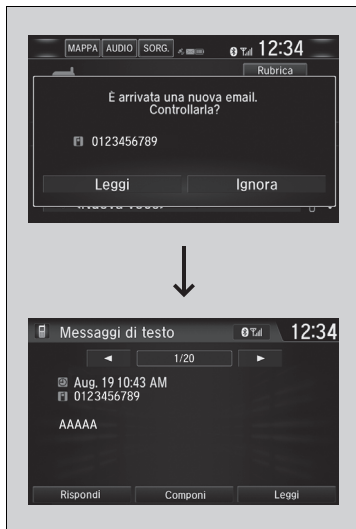 MAPPA AUDIO SORG. 12:34
Rubrica
È arrivata una nuova email.
Controllarla?
0123456789
Leggi Ignora
Messaggi di testo 12:34
1/20
Aug. 19 10:43 AM
0123456789
AAAAA
Rispondi Componi Leggi